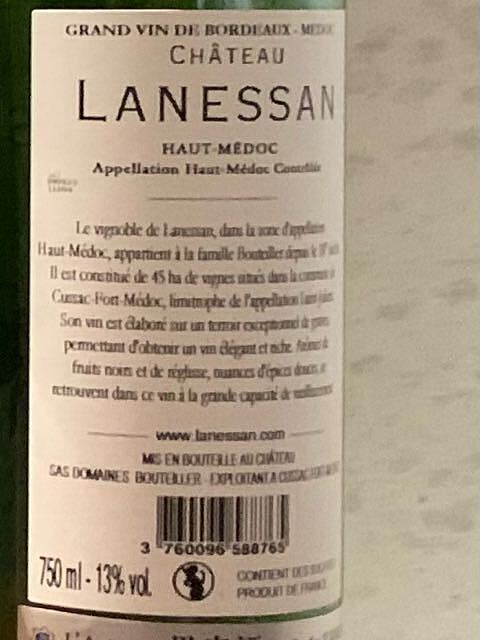 GRAND VIN DE BORDEAUX - MEDOC
CHÂTEAU
LANESSAN
HAUT-MÉDOC
Appellation Haut-Médoc Contrôlée
Le vignoble de Lanessan, dans la zone d'appellation
Haut-Médoc, appartient à la famille Bouteiller depuis le
Il est constitué de 45 ha de vignes situés dans la commune
Cussac-Fort-Médoc, limitrophe de l'appellation
Son vin est élaboré sur un terroir exceptionnel de graves
permettant d'obtenir un vin élégant et riche. Arômes de
fruits noirs et de réglisse, nuances d'épices douces
retrouvent dans ce vin à la grande capacité de vieillissement
www.lanessan.com
MIS EN BOUTEILLE AU CHÂTEAU
SAS DOMAINES BOUTEILLER - EXPLOITANT A CUSSAC FORT
3 760096 588765
750 ml - 13% vol.
CONTIENT DES
PRODUIT DE FRANCE